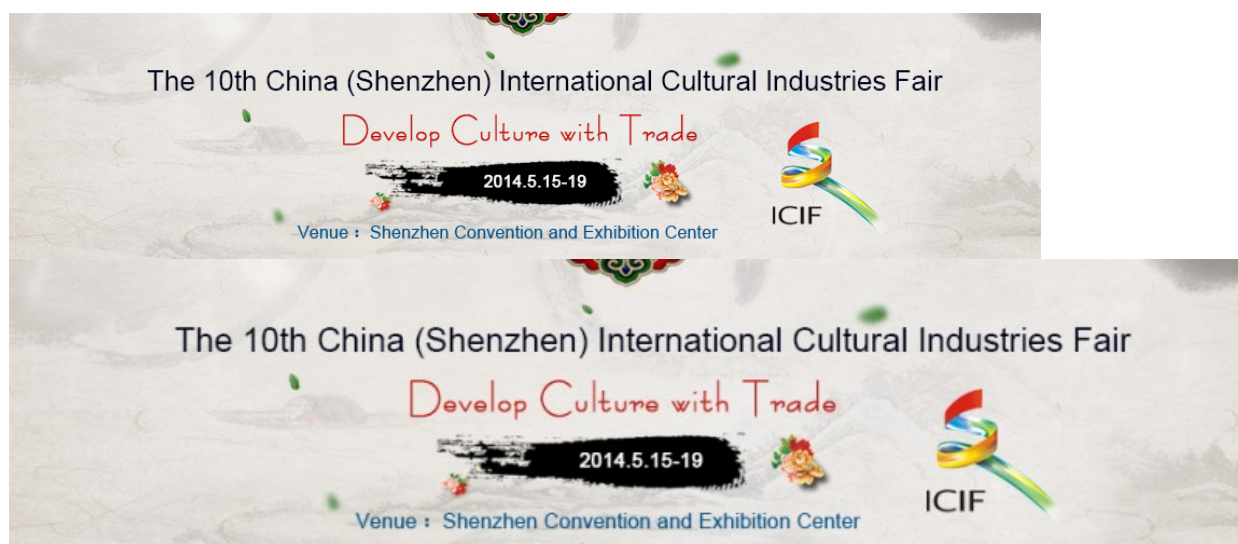 The 10th China (Shenzhen) International Cultural Industries Fair
Develop Culture with Trade
2014.5.15-19
ICIF
Venue： Shenzhen Convention and Exhibition Center
The 10th China (Shenzhen) International Cultural Industries Fair
Develop Culture with Trade
2014.5.15-19
ICIF
Venue： Shenzhen Convention and Exhibition Center